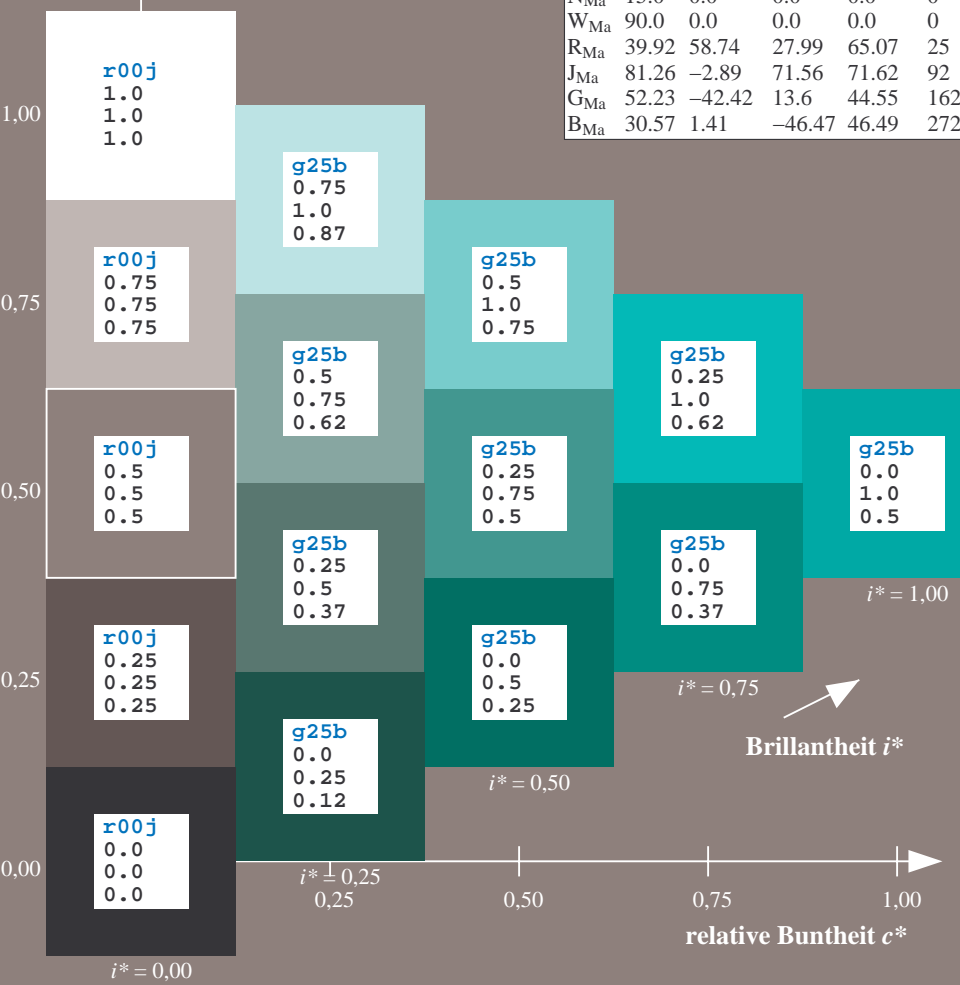 W_Ma 90.0 0.0 0.0 0.0 0
R_Ma 39.92 58.74 27.99 65.07 25
J_Ma 81.26 −2.89 71.56 71.62 92
G_Ma 52.23 −42.42 13.6 44.55 162
B_Ma 30.57 1.41 −46.47 46.49 272
r00j
1.0
1.0
1.0
1,00
g25b
0.75
1.0
0.87
r00j
0.75
0.75
0.75
g25b
0.5
1.0
0.75
0,75
g25b
0.5
0.75
0.62
g25b
0.25
1.0
0.62
r00j
0.5
0.5
0.5
g25b
0.25
0.75
0.5
g25b
0.0
1.0
0.5
0,50
g25b
0.25
0.5
0.37
g25b
0.0
0.75
0.37
i* = 1,00
r00j
0.25
0.25
0.25
g25b
0.0
0.5
0.25
0,25
i* = 0,75
g25b
0.0
0.25
0.12
Brillantheit i*
i* = 0,50
r00j
0.0
0.0
0.0
0,00
i* = 0,25
0,25 0,50 0,75 1,00
relative Buntheit c*
i* = 0,00